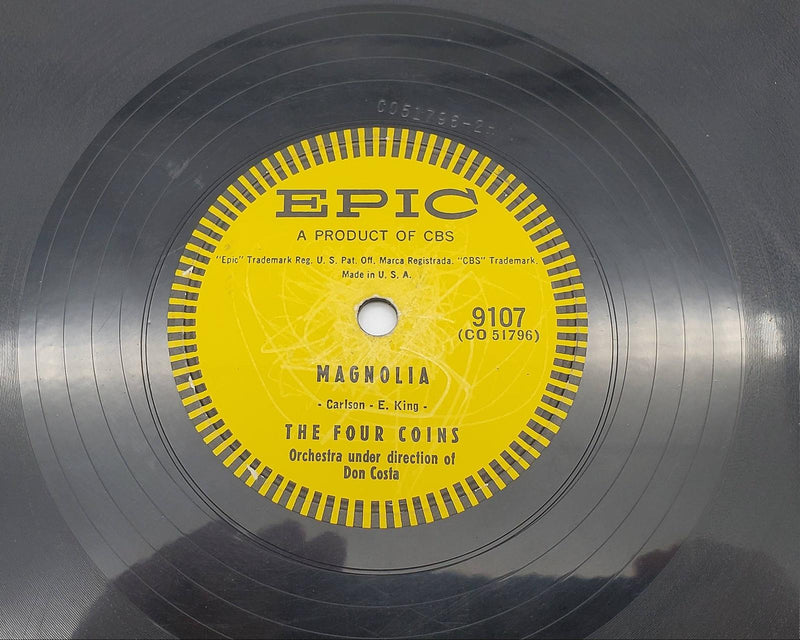 CO51796-2
EPIC
A PRODUCT OF CBS
"Epic" Trademark Reg. U. S. Pat. Off. Marca Registrada. "CBS" Trademark.
Made in U. S. A.
9107
(CO 51796)
MAGNOLIA
- Carlson - E. King -
THE FOUR COINS
Orchestra under direction of
Don Costa